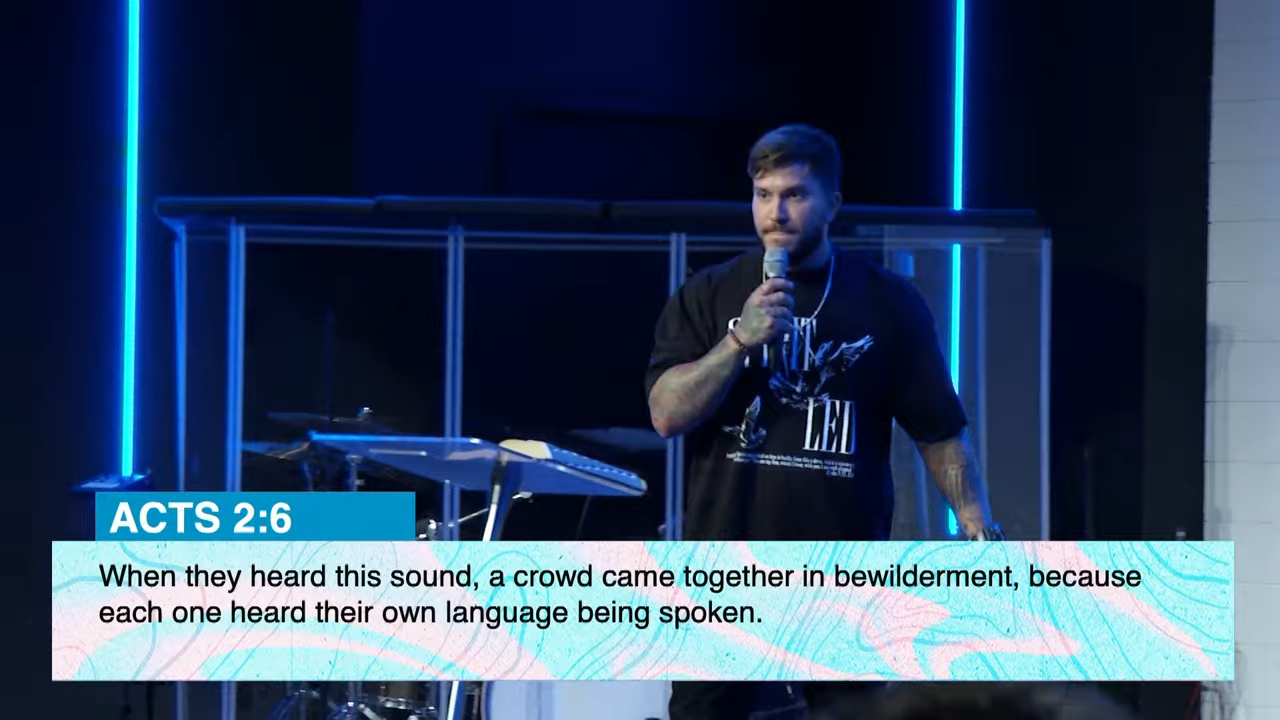 LED
ACTS 2:6
When they heard this sound, a crowd came together in bewilderment, because
each one heard their own language being spoken.